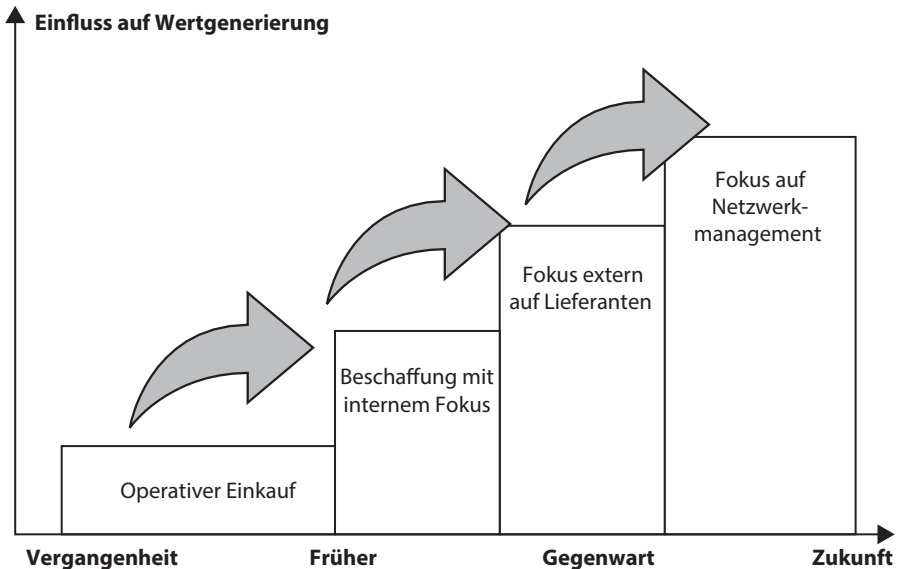 Einfluss auf Wertgenerierung
Fokus auf
Netzwerk-
management
Fokus extern
auf Lieferanten
Beschaffung mit
internem Fokus
Operativer Einkauf
Vergangenheit
Früher
Gegenwart
Zukunft